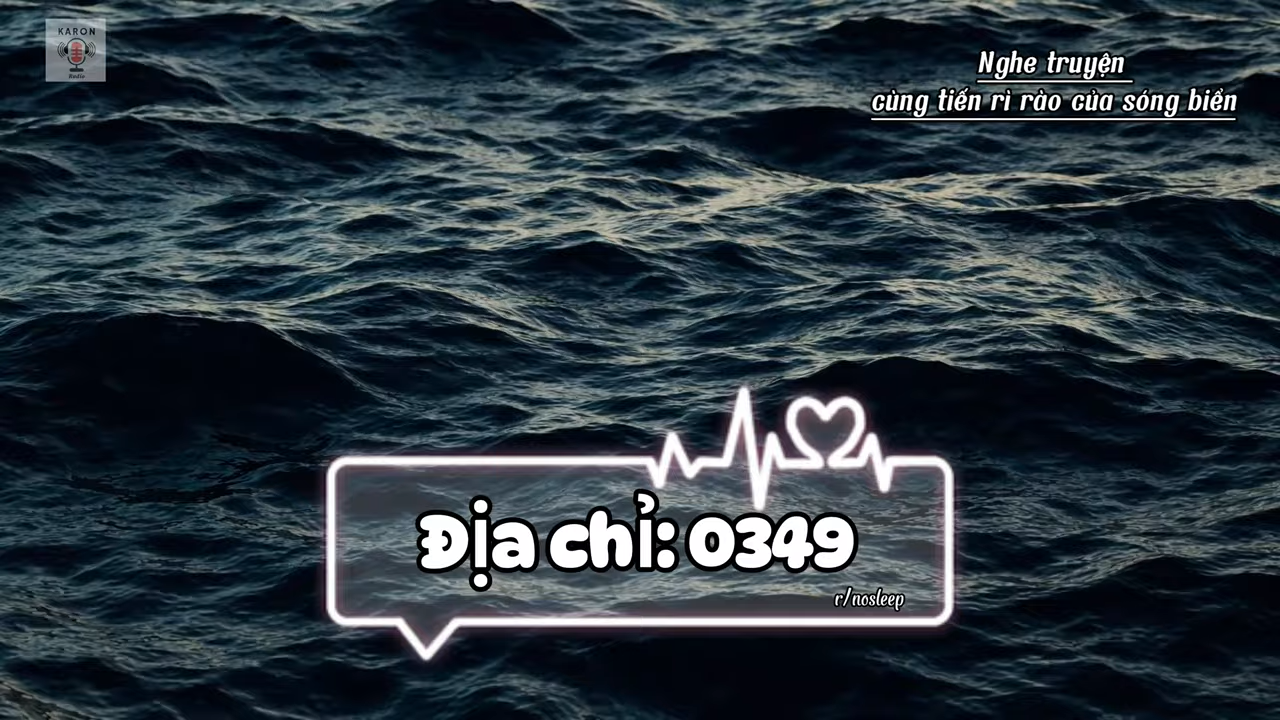 KARON
Radio
Nghe truyện
cùng tiến rì rào của sóng biển
Địa chỉ: 0349
r/nosleep